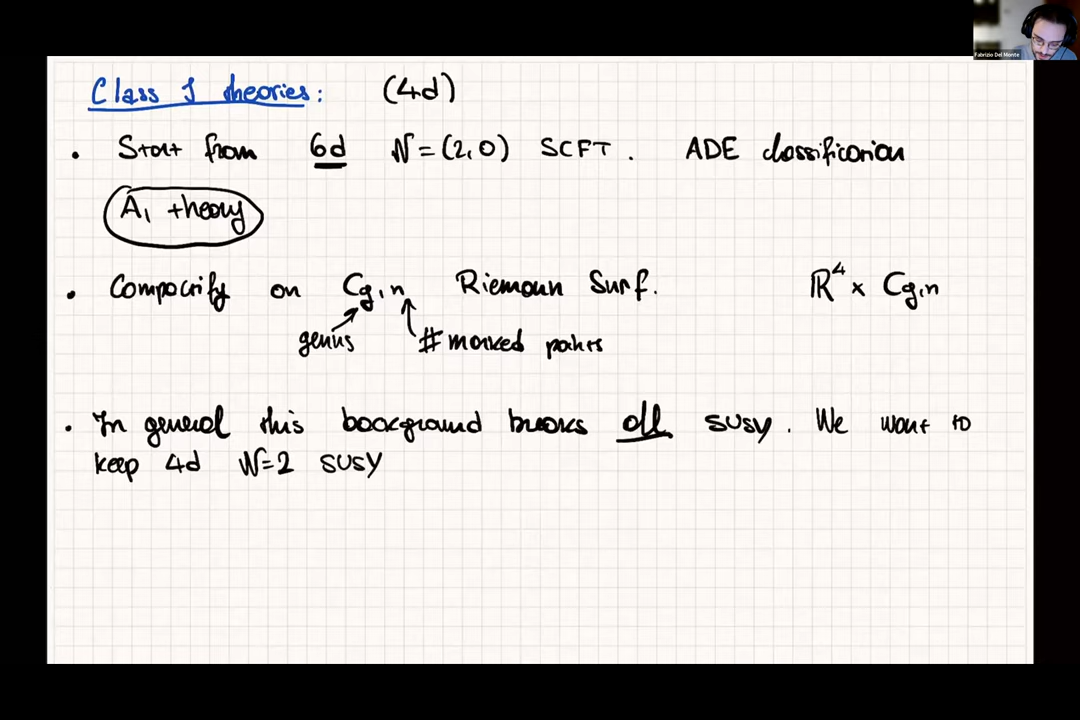 Fabrizio Del Monte
Class S theories: (4d)
• Start from 6d N=(2,0) SCFT. ADE classification
A₁ theory
• Compactify on Cg,n Riemann Surf. ℝ⁴ × Cg,n
genus # marked points
• In general this background breaks all susy. We want to
keep 4d N=2 susy